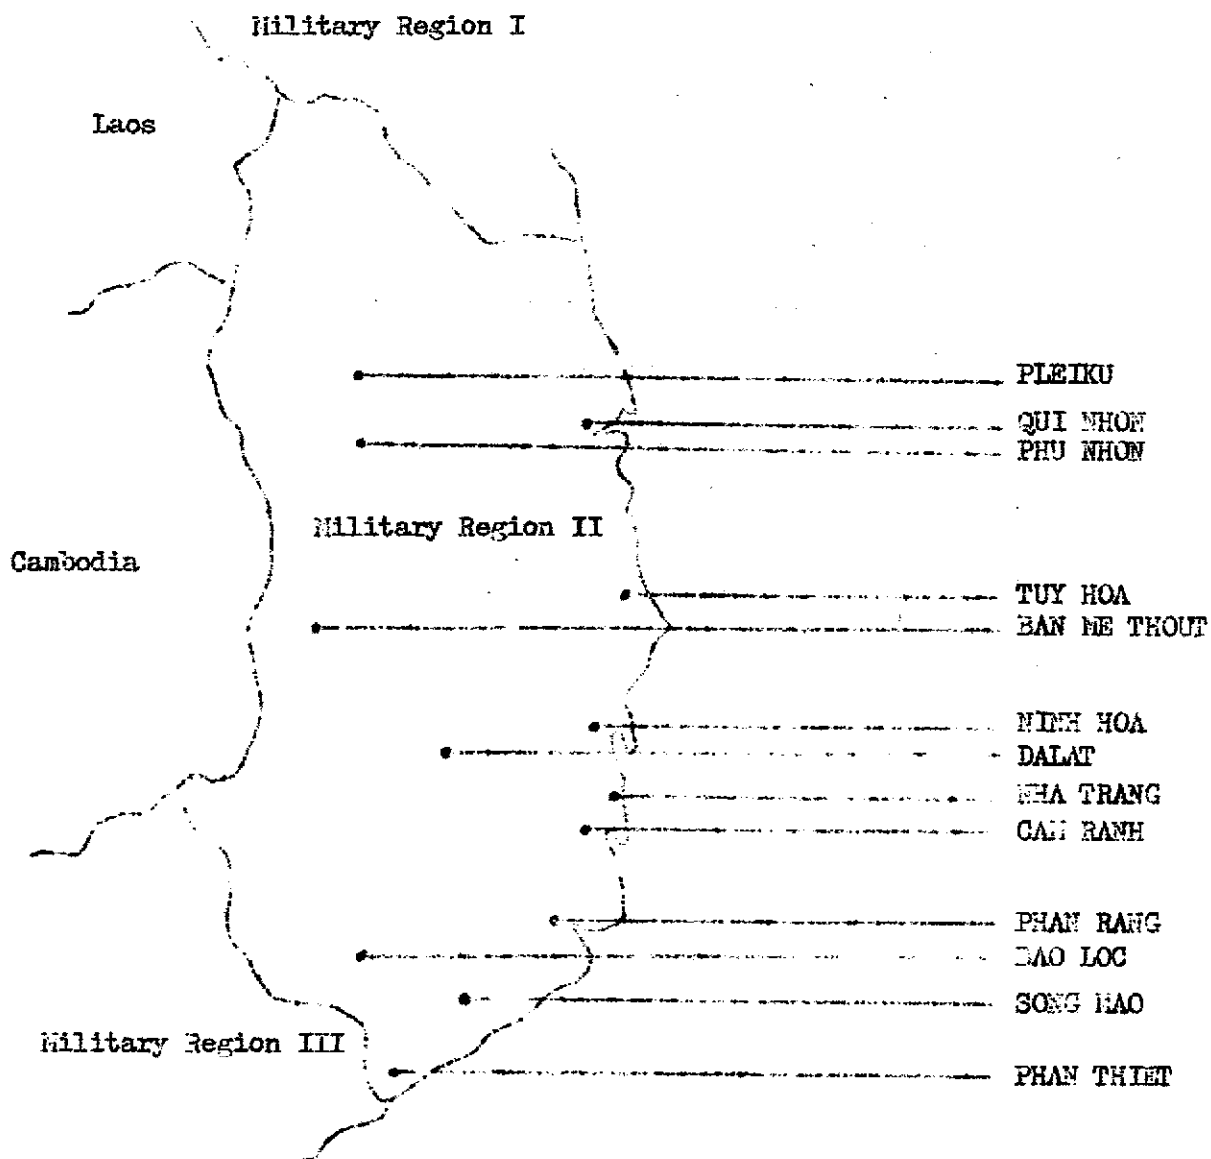 Military Region I
Laos
PLEIKU
QUI NHON
PHU NHON
Military Region II
Cambodia
TUY HOA
BAN ME THOUT
NINH HOA
DALAT
NHA TRANG
CAM RANH
PHAN RANG
BAO LOC
SONG MAO
Military Region III
PHAN THIET